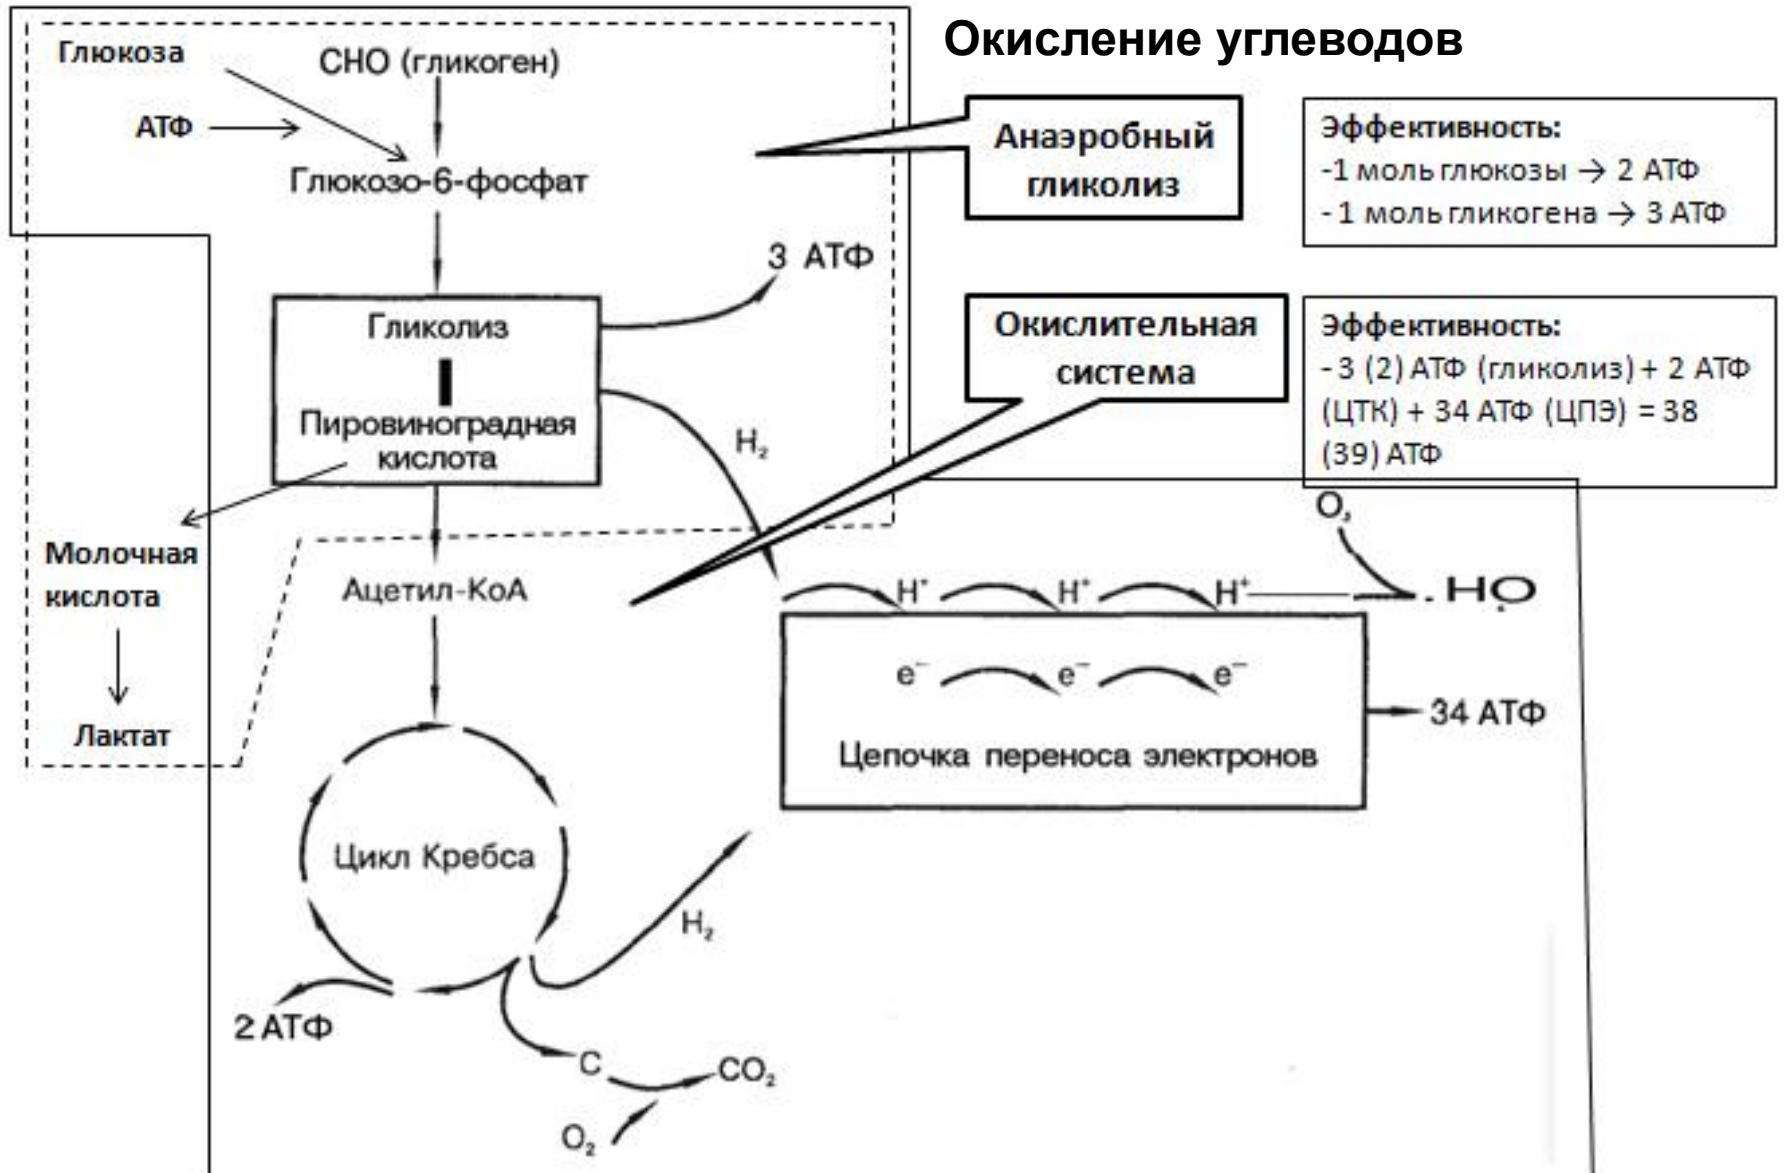 Окисление углеводов
Глюкоза
СНО (гликоген)
АТФ
Глюкозо-6-фосфат
Анаэробный
гликолиз
Эффективность:
-1 моль глюкозы → 2 АТФ
- 1 моль гликогена → 3 АТФ
3 АТФ
Гликолиз
Пировиноградная
кислота
H₂
Окислительная
система
Эффективность:
- 3 (2) АТФ (гликолиз) + 2 АТФ
(ЦТК) + 34 АТФ (ЦПЭ) = 38
(39) АТФ
Молочная
кислота
Лактат
Ацетил-КоА
O₂
H⁺ H⁺ H⁺ H₂O
e⁻ e⁻ e⁻
Цепочка переноса электронов
34 АТФ
Цикл Кребса
H₂
2 АТФ
C
CO₂
O₂